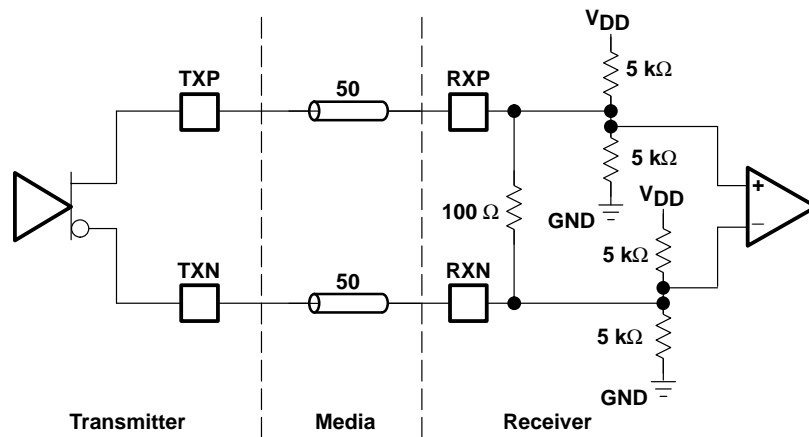 VDD
5 kΩ
TXP
50
RXP
+
5 kΩ
VDD
100 Ω
GND
−
5 kΩ
TXN
50
RXN
5 kΩ
GND
Transmitter
Media
Receiver